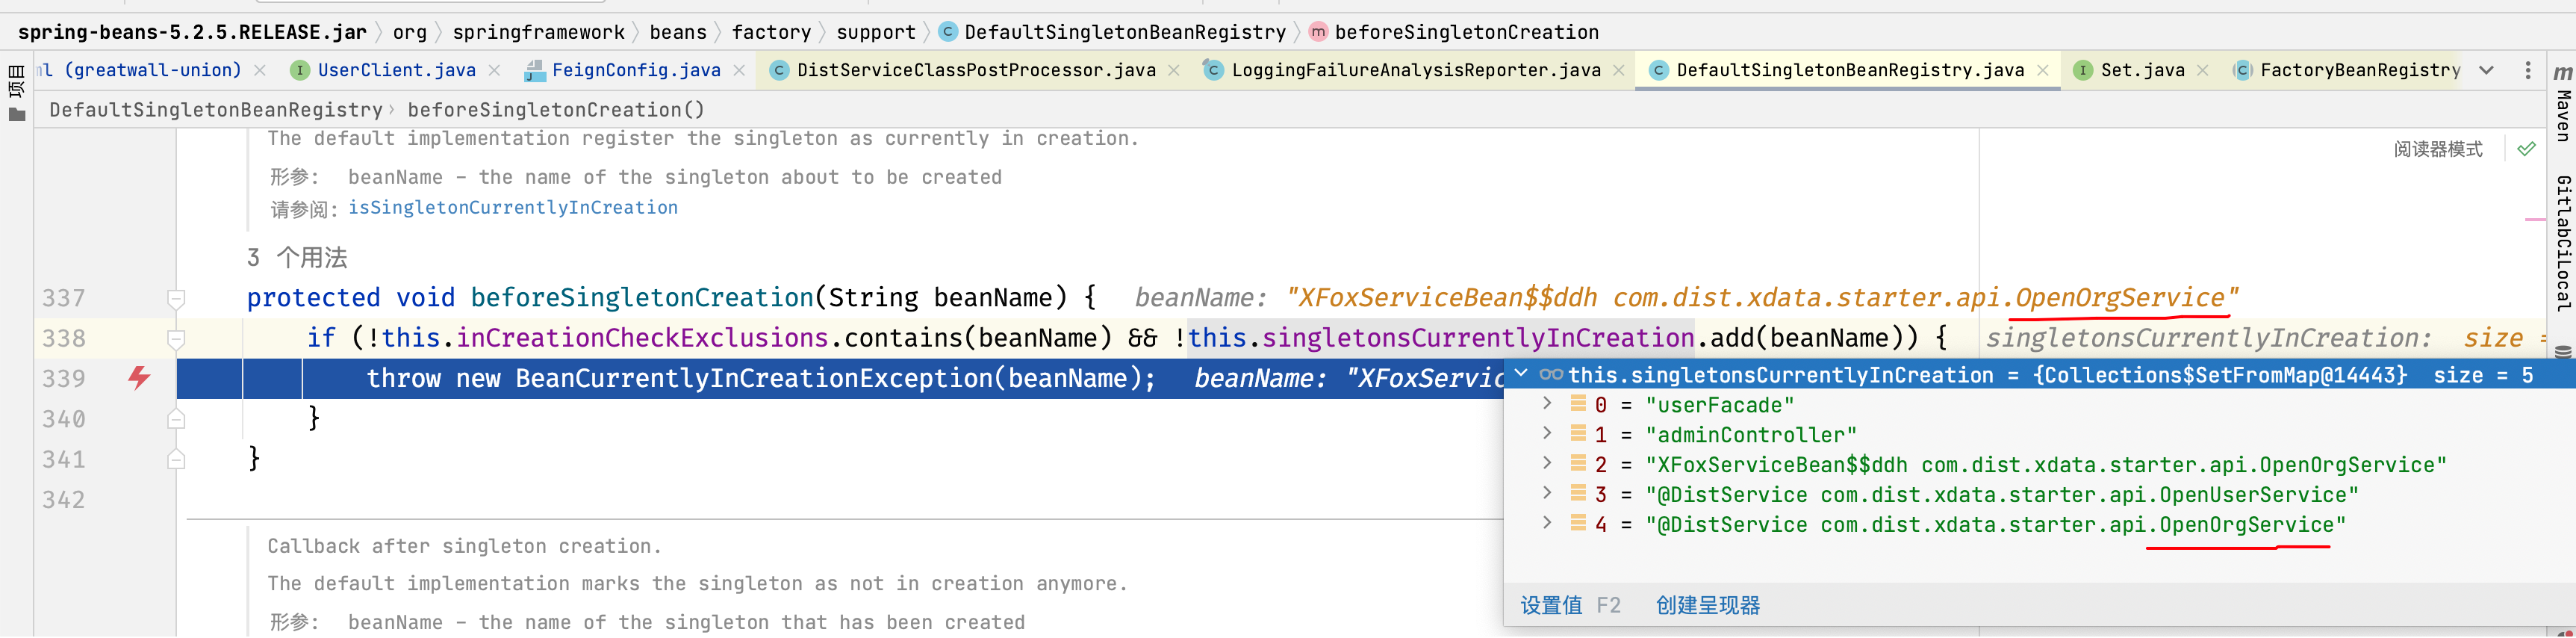 spring-beans-5.2.5.RELEASE.jar org springframework beans factory support C DefaultSingletonBeanRegistry m beforeSingletonCreation
项目
ml (greatwall-union) I UserClient.java FeignConfig.java C DistServiceClassPostProcessor.java C LoggingFailureAnalysisReporter.java C DefaultSingletonBeanRegistry.java I Set.java C FactoryBeanRegistry
m Maven
DefaultSingletonBeanRegistry beforeSingletonCreation()
The default implementation register the singleton as currently in creation.
阅读器模式
形参: beanName – the name of the singleton about to be created
请参阅: isSingletonCurrentlyInCreation
GitlabCiLocal
3 个用法
337 protected void beforeSingletonCreation(String beanName) { beanName: "XFoxServiceBean$$ddh com.dist.xdata.starter.api.OpenOrgService"
338 if (!this.inCreationCheckExclusions.contains(beanName) && !this.singletonsCurrentlyInCreation.add(beanName)) { singletonsCurrentlyInCreation: size =
339 throw new BeanCurrentlyInCreationException(beanName); beanName: "XFoxServic
this.singletonsCurrentlyInCreation = {Collections$SetFromMap@14443} size = 5
0 = "userFacade"
340 }
1 = "adminController"
341 }
2 = "XFoxServiceBean$$ddh com.dist.xdata.starter.api.OpenOrgService"
3 = "@DistService com.dist.xdata.starter.api.OpenUserService"
342
4 = "@DistService com.dist.xdata.starter.api.OpenOrgService"
Callback after singleton creation.
The default implementation marks the singleton as not in creation anymore.
设置值 F2 创建呈现器
形参: beanName – the name of the singleton that has been created